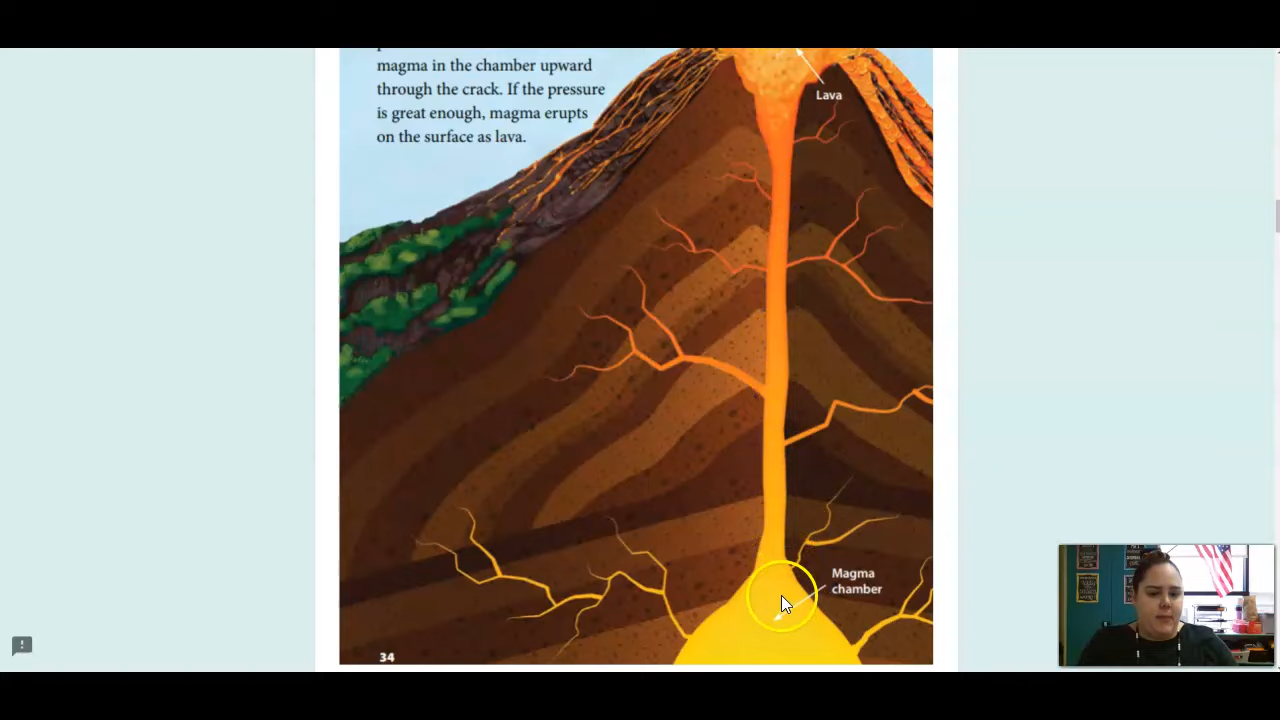 magma in the chamber upward
through the crack. If the pressure
is great enough, magma erupts
on the surface as lava.
Lava
Magma
chamber
34